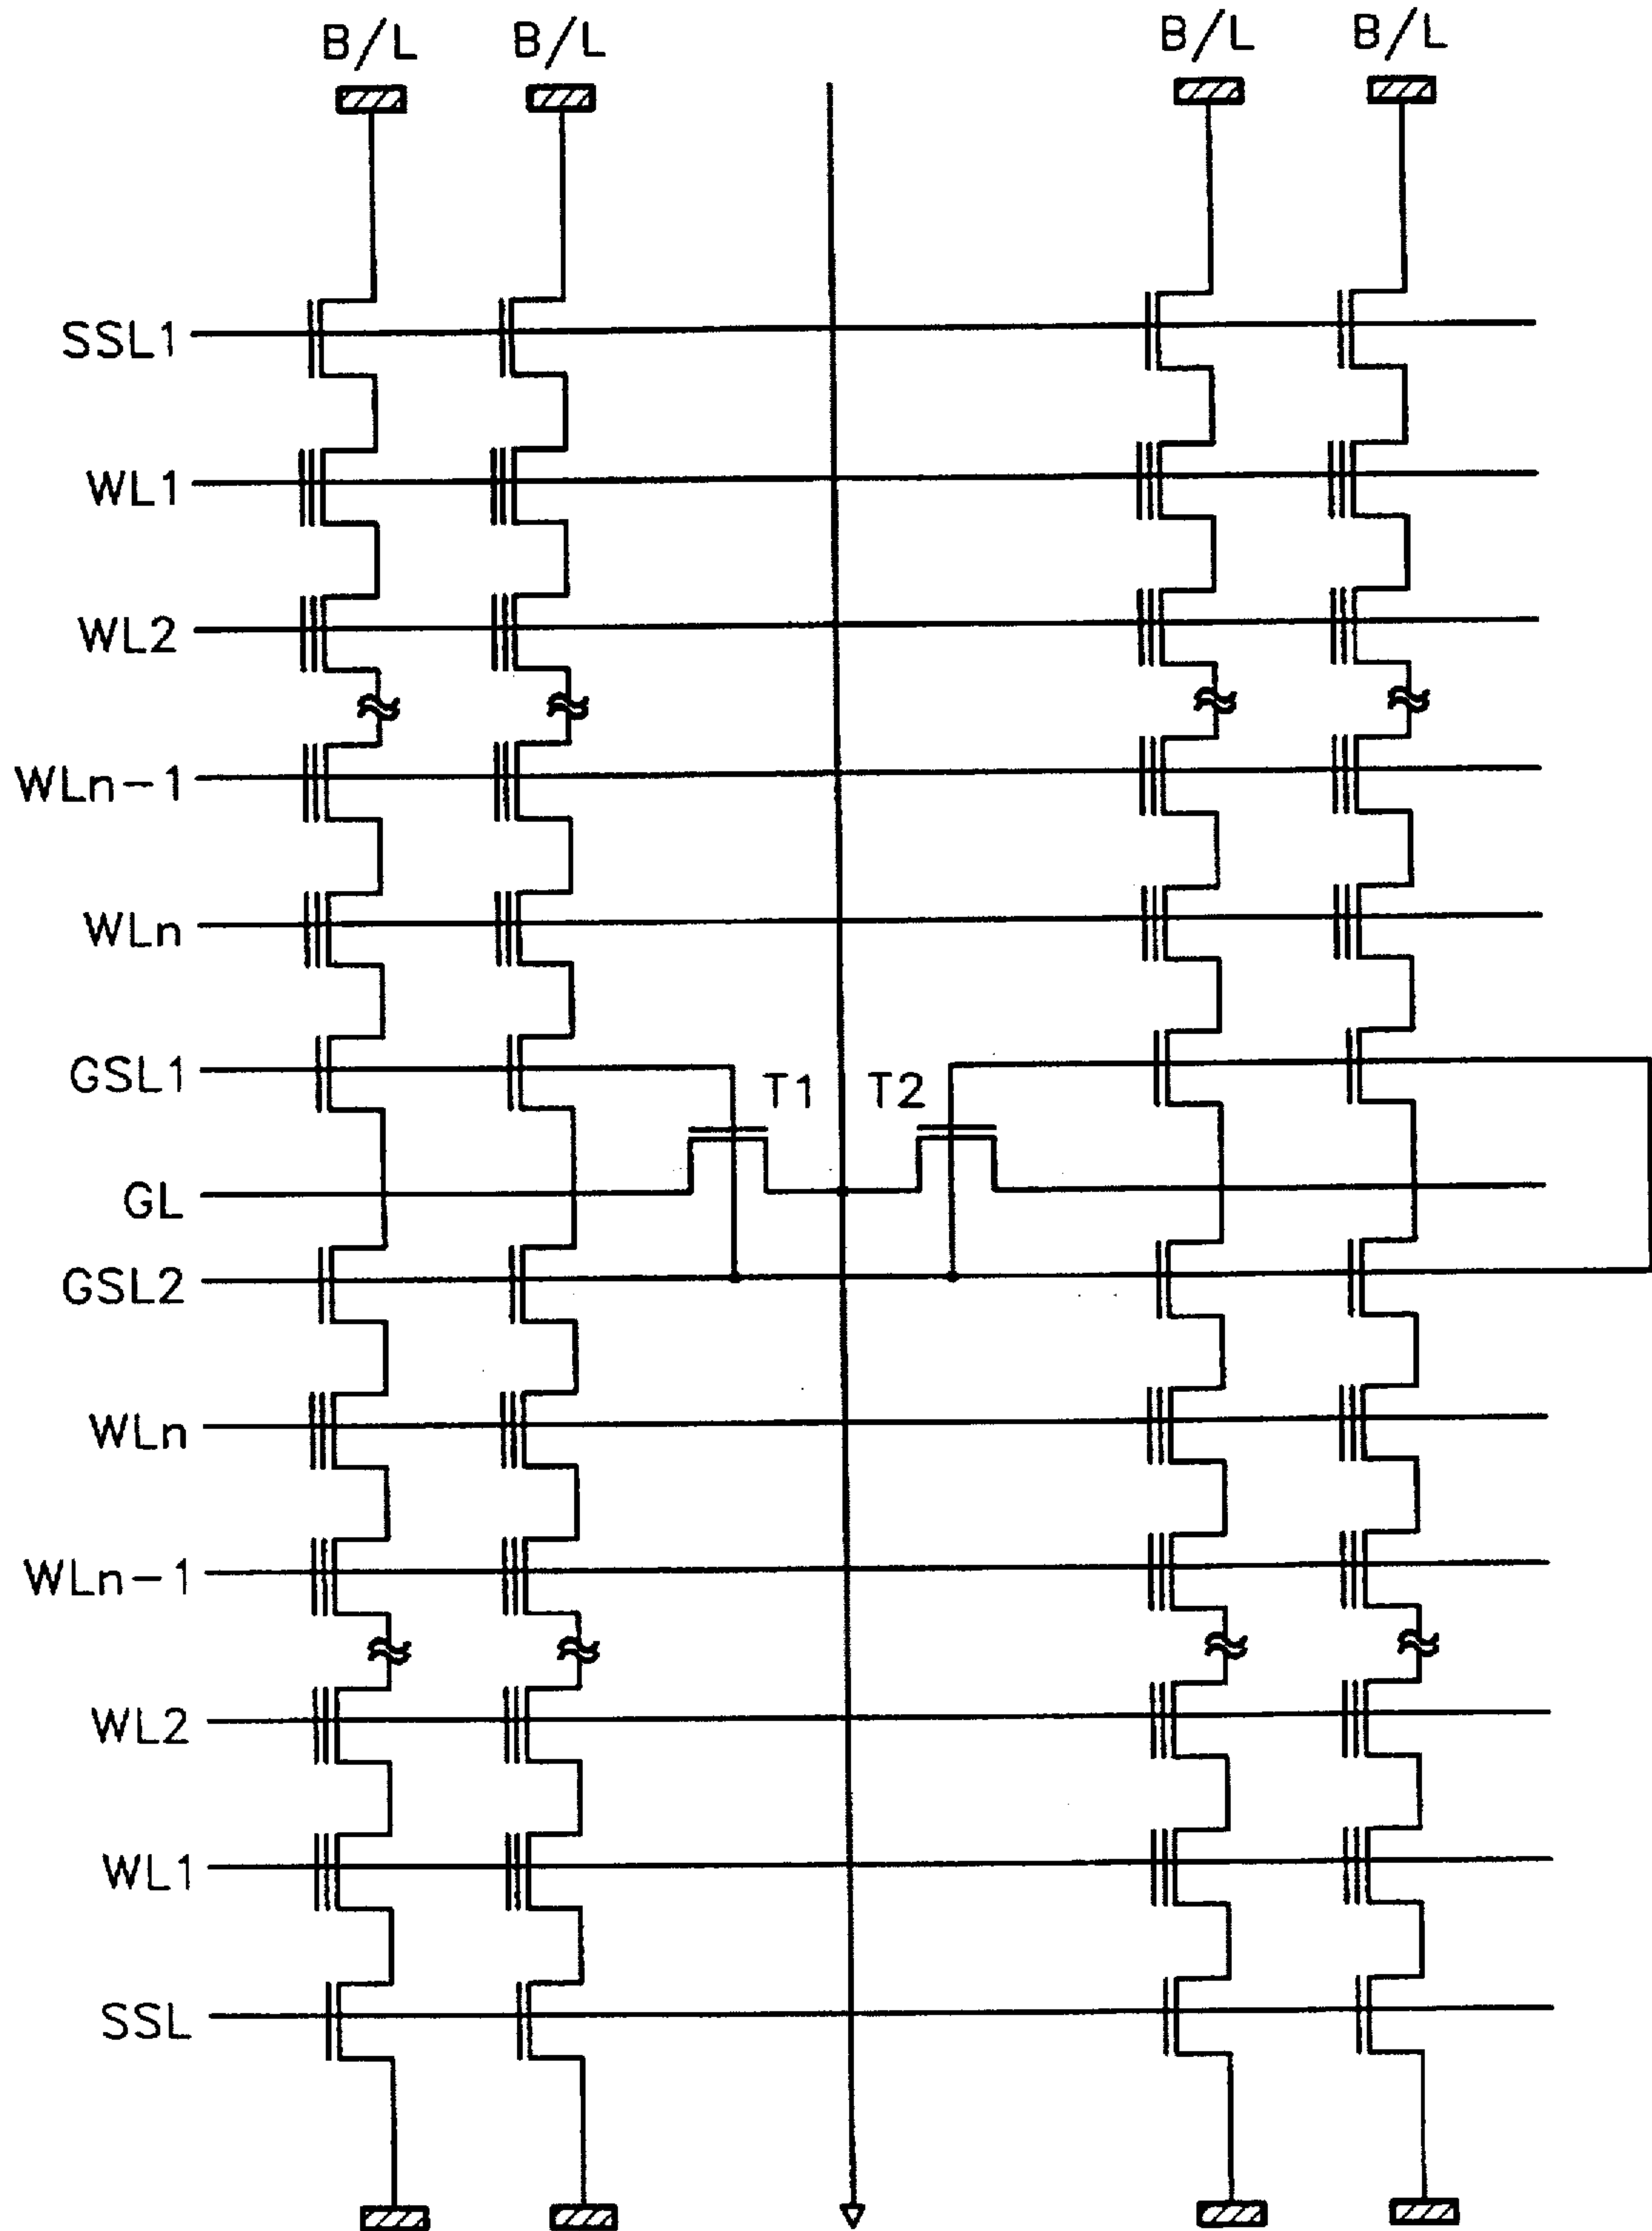 B/L B/L B/L B/L
SSL1
WL1
WL2
WLn-1
WLn
GSL1 T1 T2
GL
GSL2
WLn
WLn-1
WL2
WL1
SSL